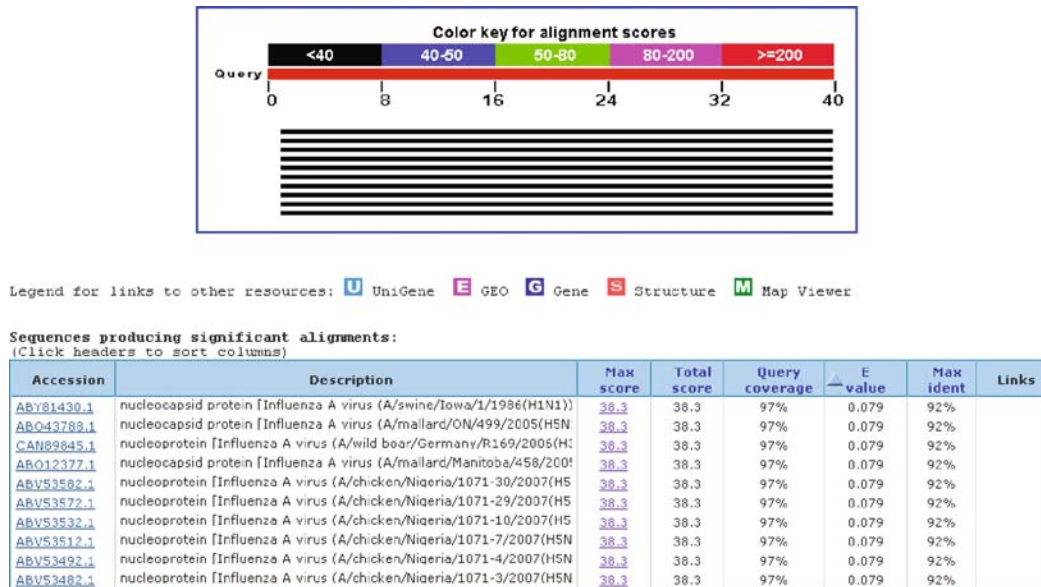 Color key for alignment scores
<40 40-50 50-80 80-200 >=200
Query
0 8 16 24 32 40
Legend for links to other resources: U UniGene E GEO G Gene S Structure M Map Viewer
Sequences producing significant alignments:
(Click headers to sort columns)
Accession Description Max score Total score Query coverage E value Max ident Links
ABY81430.1 nucleocapsid protein [Influenza A virus (A/swine/Iowa/1/1986(H1N1)) 38.3 38.3 97% 0.079 92%
ABO43788.1 nucleocapsid protein [Influenza A virus (A/mallard/ON/499/2005(H5N 38.3 38.3 97% 0.079 92%
CAN89845.1 nucleoprotein [Influenza A virus (A/wild boar/Germany/R169/2006(H3 38.3 38.3 97% 0.079 92%
ABO12377.1 nucleocapsid protein [Influenza A virus (A/mallard/Manitoba/458/2005 38.3 38.3 97% 0.079 92%
ABV53582.1 nucleoprotein [Influenza A virus (A/chicken/Nigeria/1071-30/2007(H5 38.3 38.3 97% 0.079 92%
ABV53572.1 nucleoprotein [Influenza A virus (A/chicken/Nigeria/1071-29/2007(H5 38.3 38.3 97% 0.079 92%
ABV53532.1 nucleoprotein [Influenza A virus (A/chicken/Nigeria/1071-10/2007(H5 38.3 38.3 97% 0.079 92%
ABV53512.1 nucleoprotein [Influenza A virus (A/chicken/Nigeria/1071-7/2007(H5N 38.3 38.3 97% 0.079 92%
ABV53492.1 nucleoprotein [Influenza A virus (A/chicken/Nigeria/1071-4/2007(H5N 38.3 38.3 97% 0.079 92%
ABV53482.1 nucleoprotein [Influenza A virus (A/chicken/Nigeria/1071-3/2007(H5N 38.3 38.3 97% 0.079 92%